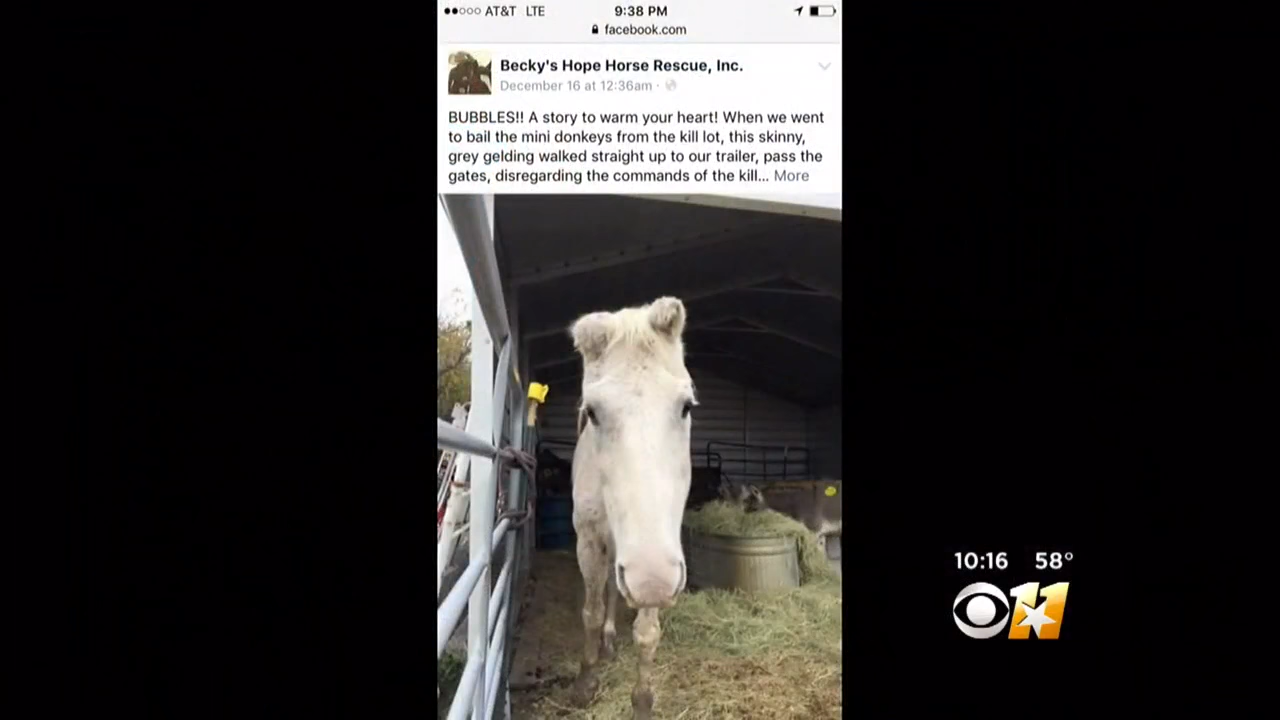 AT&T LTE 9:38 PM
facebook.com
Becky's Hope Horse Rescue, Inc.
December 16 at 12:36am ·
BUBBLES!! A story to warm your heart! When we went
to bail the mini donkeys from the kill lot, this skinny,
grey gelding walked straight up to our trailer, pass the
gates, disregarding the commands of the kill... More
10:16 58°
11